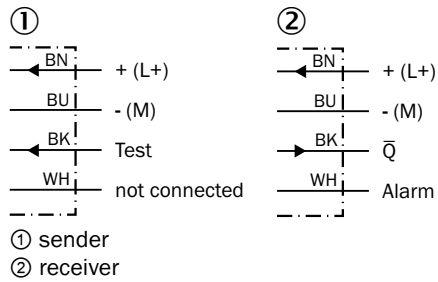 ① ②
BN + (L+) BN + (L+)
BU - (M) BU - (M)
BK Test BK Q̅
WH not connected WH Alarm
① sender
② receiver